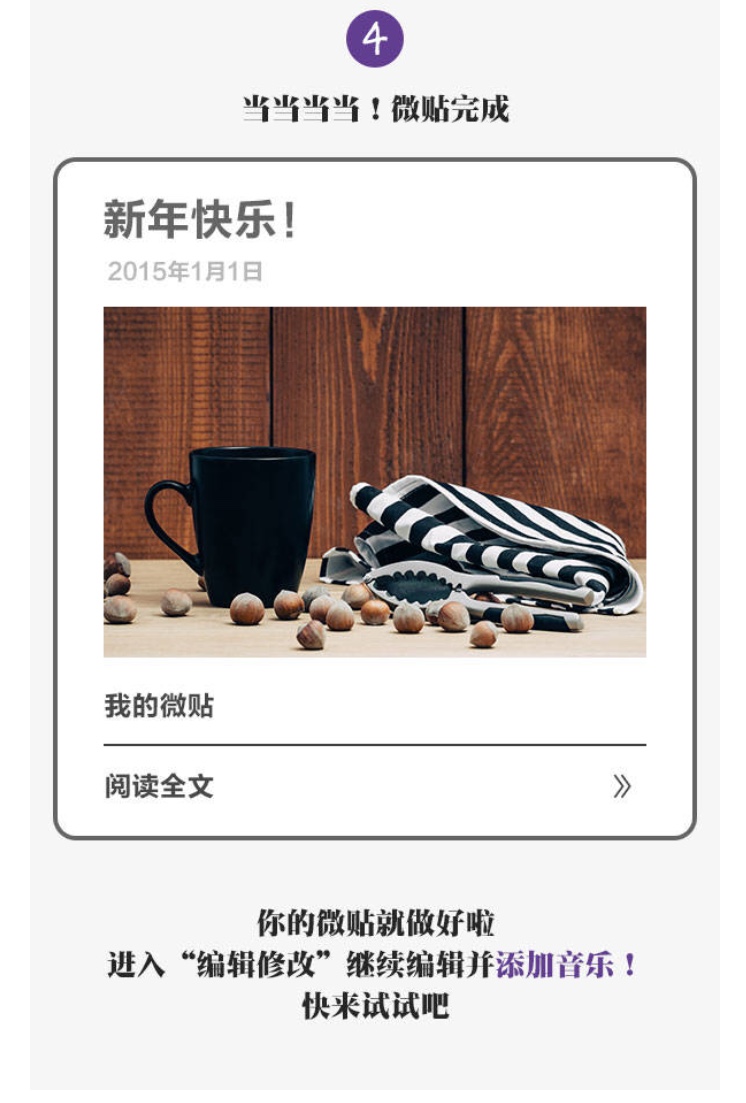 4
当当当当！微贴完成
新年快乐！
2015年1月1日
我的微贴
阅读全文
你的微贴就做好啦
进入“编辑修改”继续编辑并添加音乐！
快来试试吧